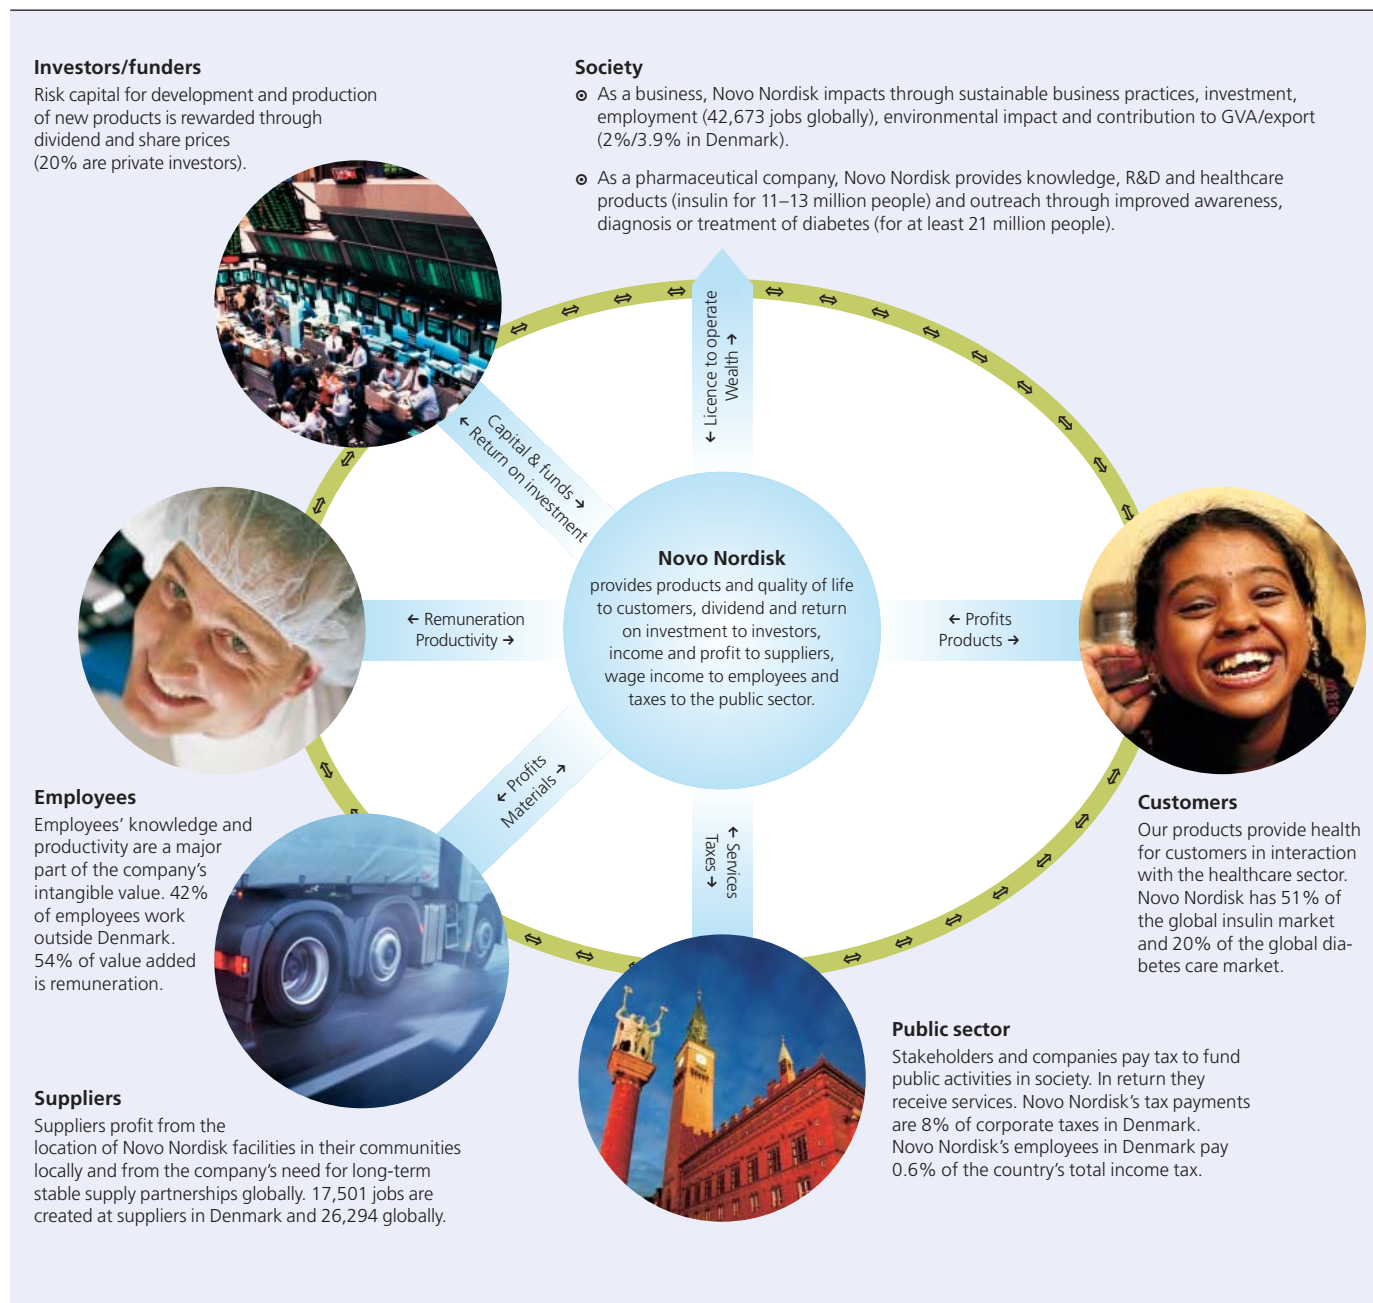 Investors/funders
Risk capital for development and production
of new products is rewarded through
dividend and share prices
(20% are private investors).
Society
As a business, Novo Nordisk impacts through sustainable business practices, investment,
employment (42,673 jobs globally), environmental impact and contribution to GVA/export
(2%/3.9% in Denmark).
As a pharmaceutical company, Novo Nordisk provides knowledge, R&D and healthcare
products (insulin for 11–13 million people) and outreach through improved awareness,
diagnosis or treatment of diabetes (for at least 21 million people).
← Licence to operate
Wealth →
Capital & funds →
← Return on investment
Novo Nordisk
provides products and quality of life
to customers, dividend and return
on investment to investors,
income and profit to suppliers,
wage income to employees and
taxes to the public sector.
← Remuneration
Productivity →
← Profits
Products →
← Profits
Materials →
← Services
Taxes →
Employees
Employees’ knowledge and
productivity are a major
part of the company’s
intangible value. 42%
of employees work
outside Denmark.
54% of value added
is remuneration.
Customers
Our products provide health
for customers in interaction
with the healthcare sector.
Novo Nordisk has 51% of
the global insulin market
and 20% of the global dia-
betes care market.
Public sector
Stakeholders and companies pay tax to fund
public activities in society. In return they
receive services. Novo Nordisk’s tax payments
are 8% of corporate taxes in Denmark.
Novo Nordisk’s employees in Denmark pay
0.6% of the country’s total income tax.
Suppliers
Suppliers profit from the
location of Novo Nordisk facilities in their communities
locally and from the company’s need for long-term
stable supply partnerships globally. 17,501 jobs are
created at suppliers in Denmark and 26,294 globally.